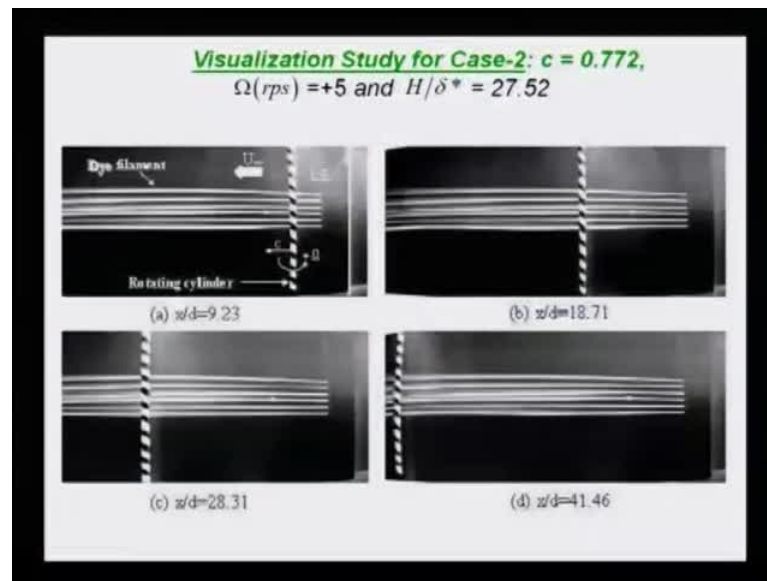 Visualization Study for Case-2: c = 0.772,
Ω(rps) =+5 and H/δ* = 27.52
Dye filament
U∞
L.E.
c
Ω
Rotating cylinder
(a) x/d=9.23
(b) x/d=18.71
(c) x/d=28.31
(d) x/d=41.46